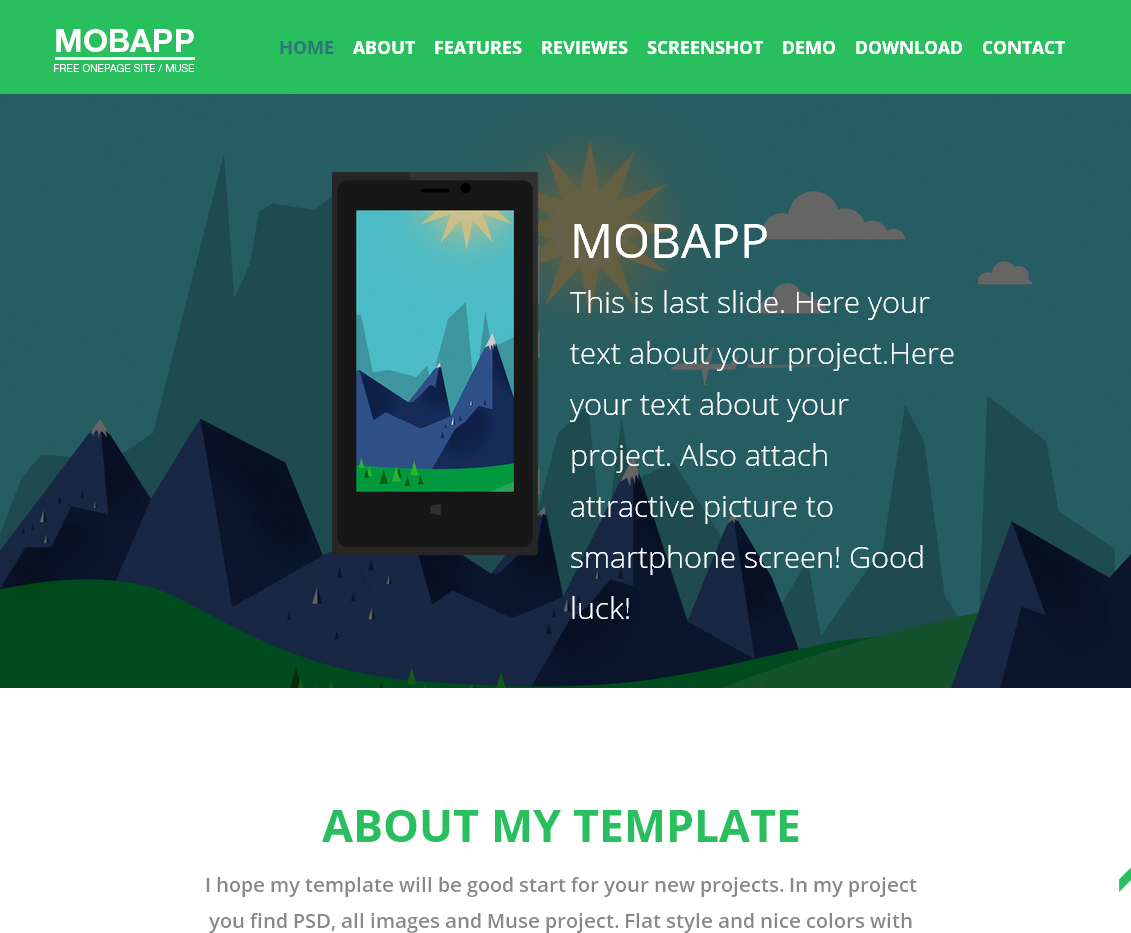 MOBAPP
FREE ONEPAGE SITE / MUSE
HOME ABOUT FEATURES REVIEWES SCREENSHOT DEMO DOWNLOAD CONTACT
MOBAPP
This is last slide. Here your
text about your project.Here
your text about your
project. Also attach
attractive picture to
smartphone screen! Good
luck!
ABOUT MY TEMPLATE
I hope my template will be good start for your new projects. In my project
you find PSD, all images and Muse project. Flat style and nice colors with